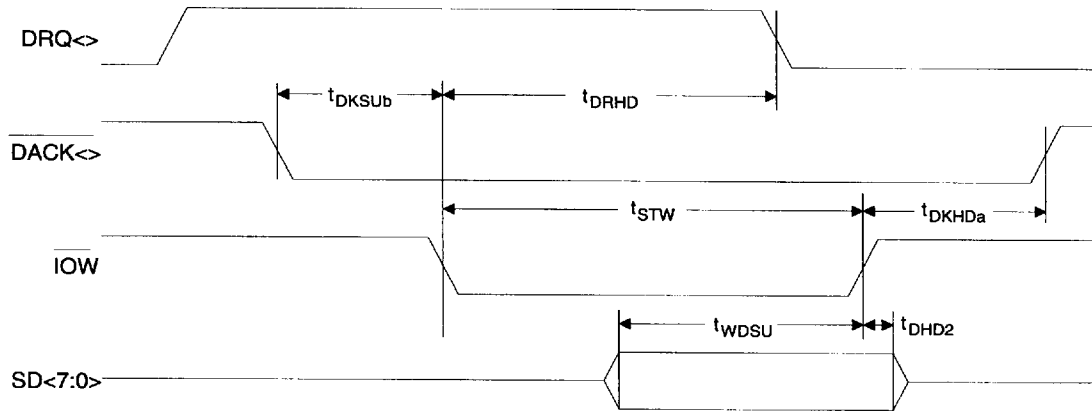 DRQ<>
tDKSUb
tDRHD
DACK<>
tSTW
tDKHDa
IOW
tWDSU
tDHD2
SD<7:0>